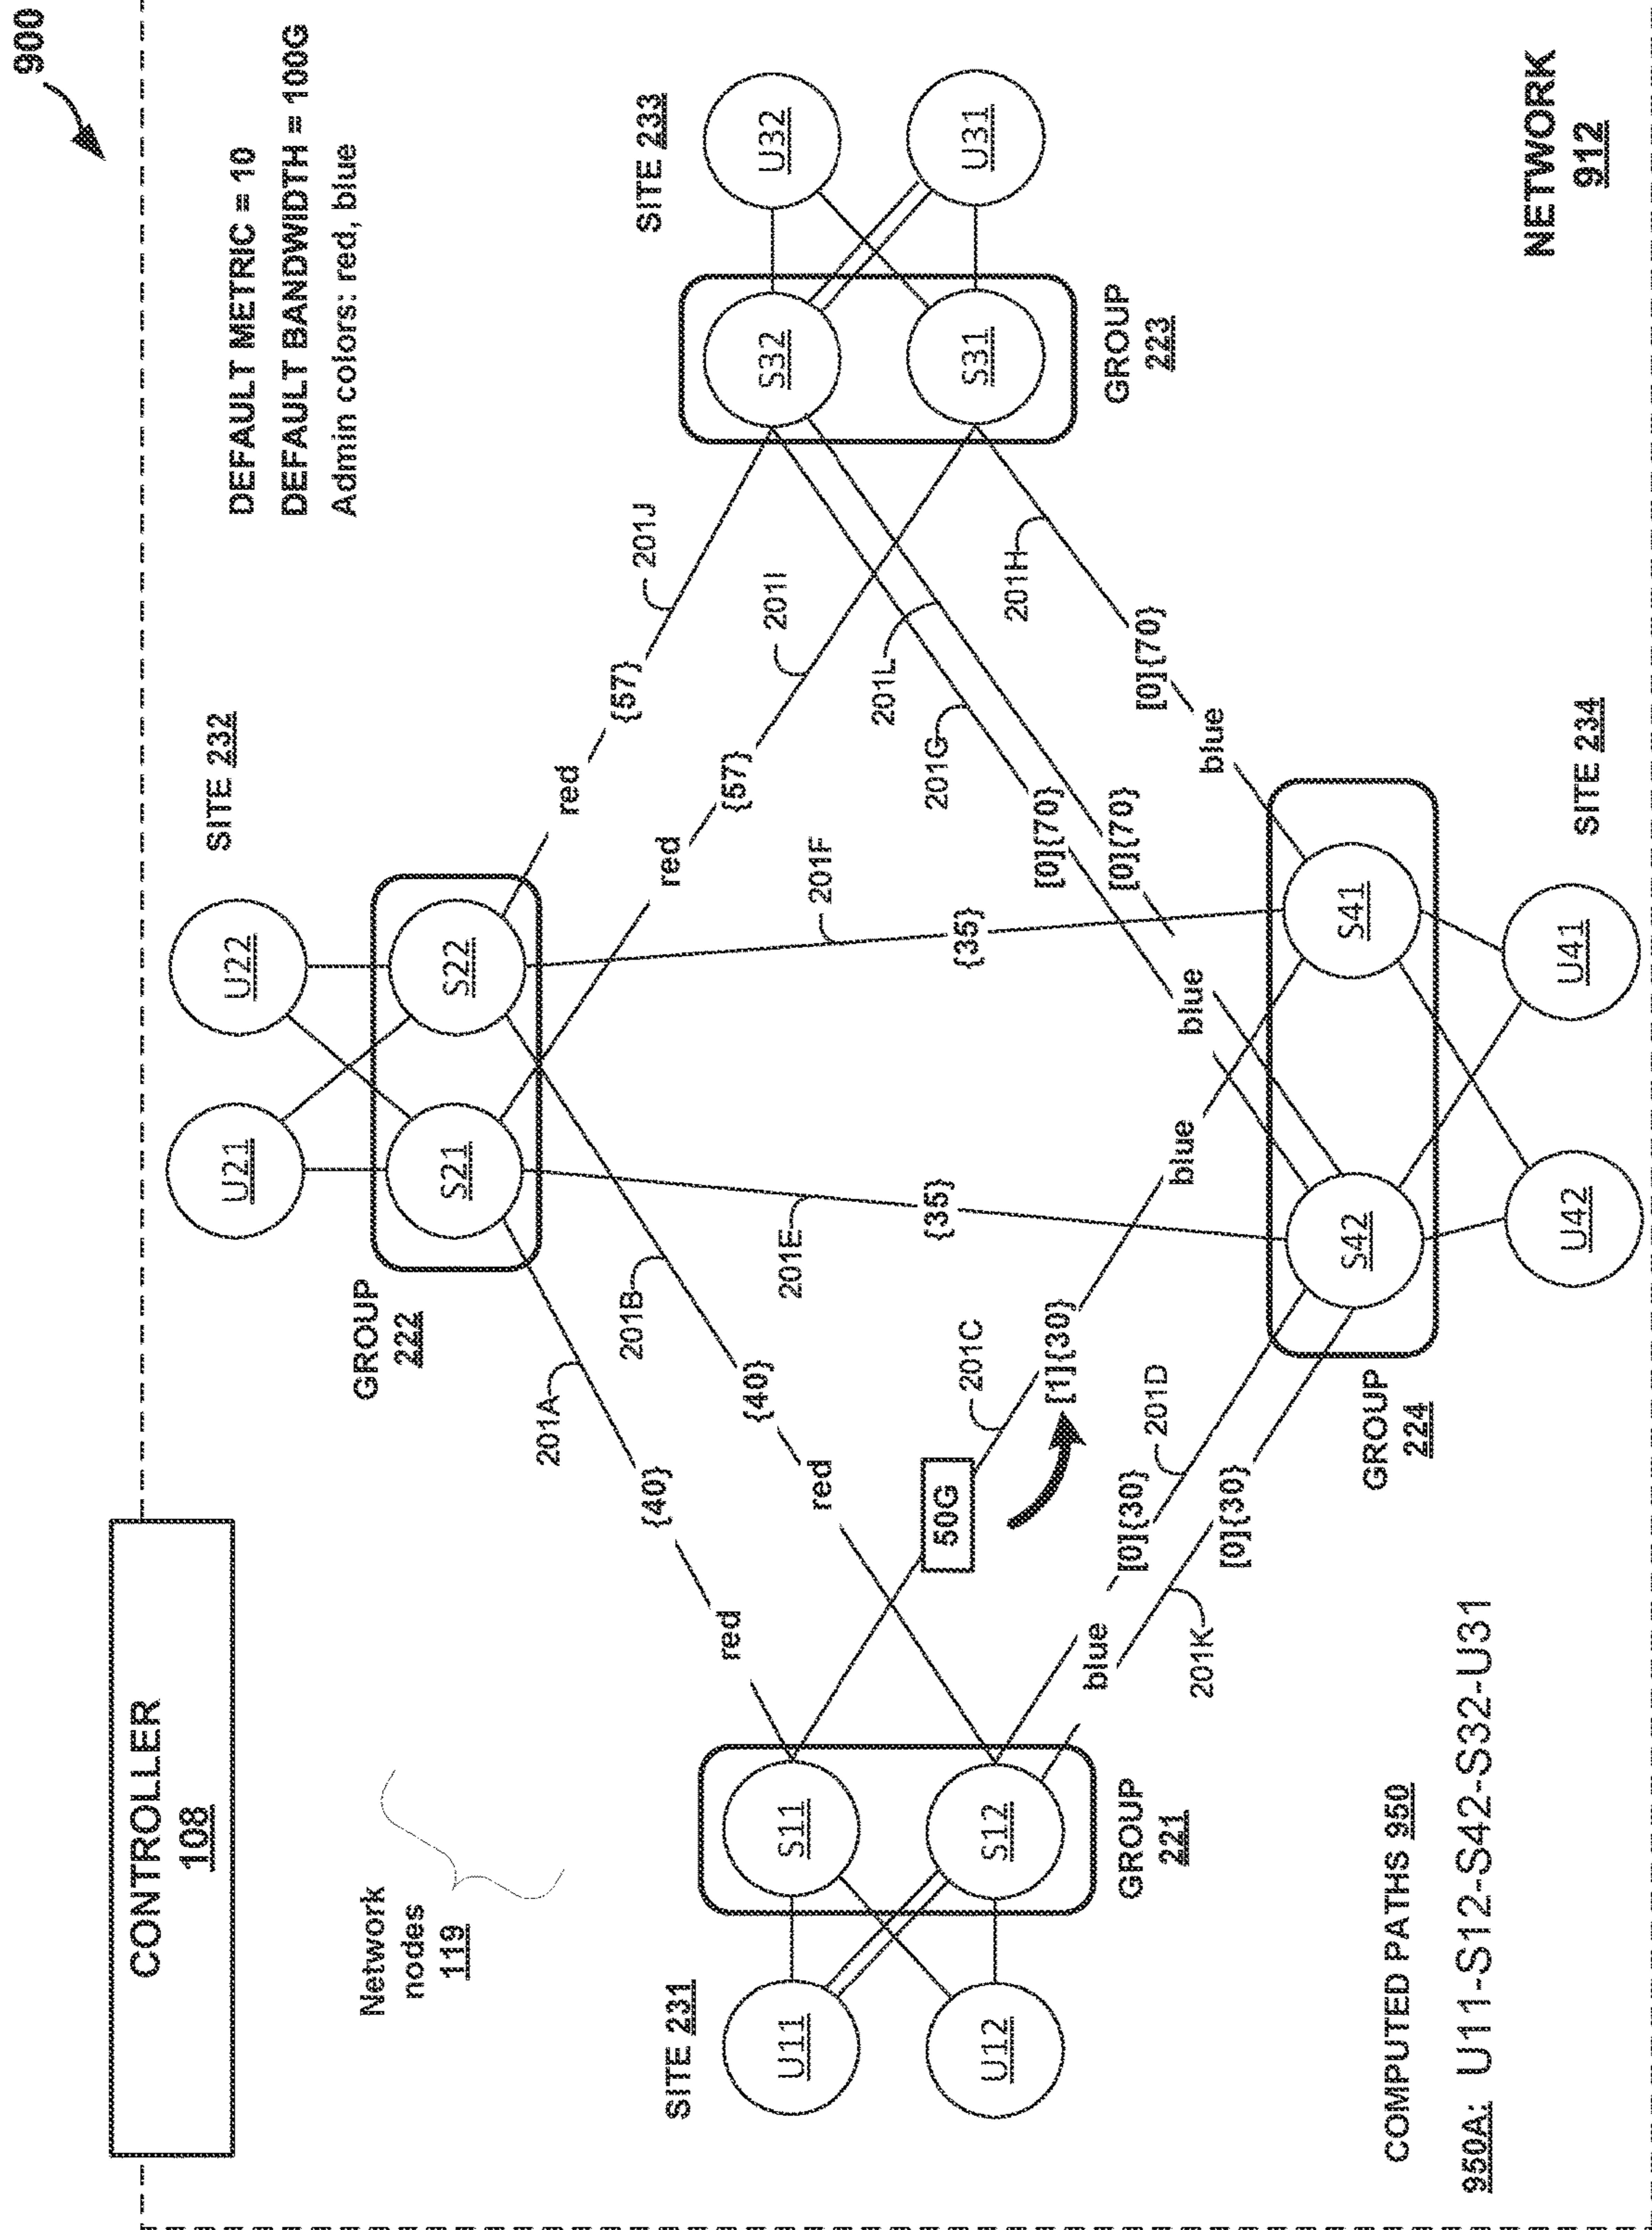 900
CONTROLLER
108
DEFAULT METRIC = 10
DEFAULT BANDWIDTH = 100G
Admin colors: red, blue
Network
nodes
119
SITE 232
U21
U22
S21
S22
GROUP
222
SITE 231
U11
U12
S11
S12
GROUP
221
SITE 233
U32
U31
S32
S31
GROUP
223
201A
{40}
red
201B
{40}
red
201J
{57}
red
201I
{57}
red
201E
{35}
201F
{35}
50G
201C
[1]{30}
blue
201D
[0]{30}
blue
201K
[0]{30}
201L
201G
[0]{70}
[0]{70}
blue
201H
[0]{70}
blue
S42
S41
GROUP
224
U42
U41
SITE 234
NETWORK
912
COMPUTED PATHS 950
950A: U11-S12-S42-S32-U31